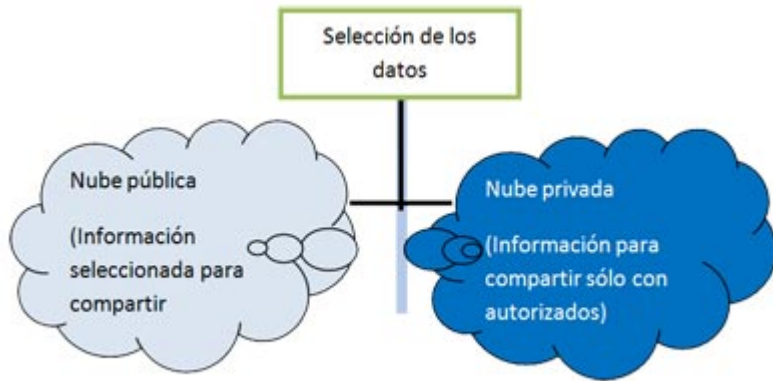 Selección de los
datos
Nube pública
(Información
seleccionada para
compartir
Nube privada
(Información para
compartir sólo con
autorizados)